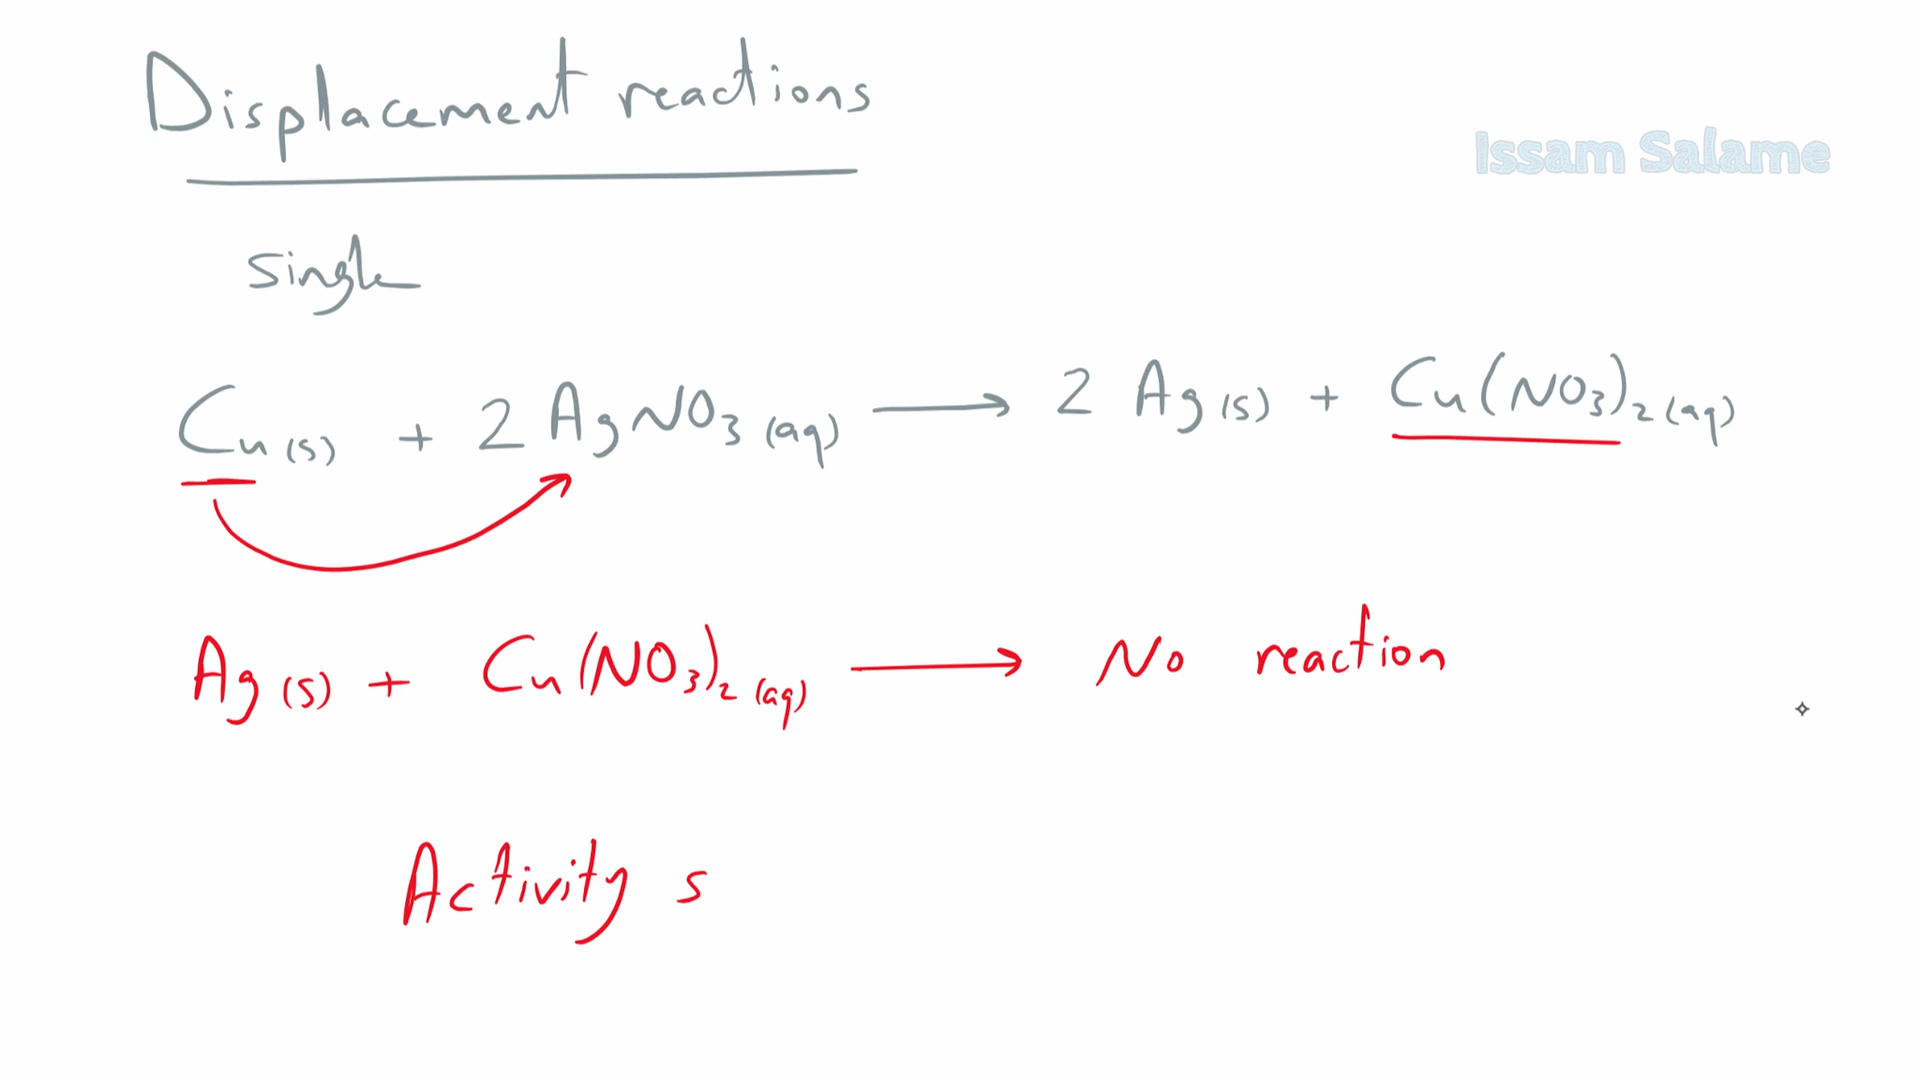 Displacement reactions
Issam Salame
single
Cu(s) + 2 AgNO₃(aq) ⟶ 2 Ag(s) + Cu(NO₃)₂(aq)
Ag(s) + Cu(NO₃)₂(aq) ⟶ No reaction
Activity s